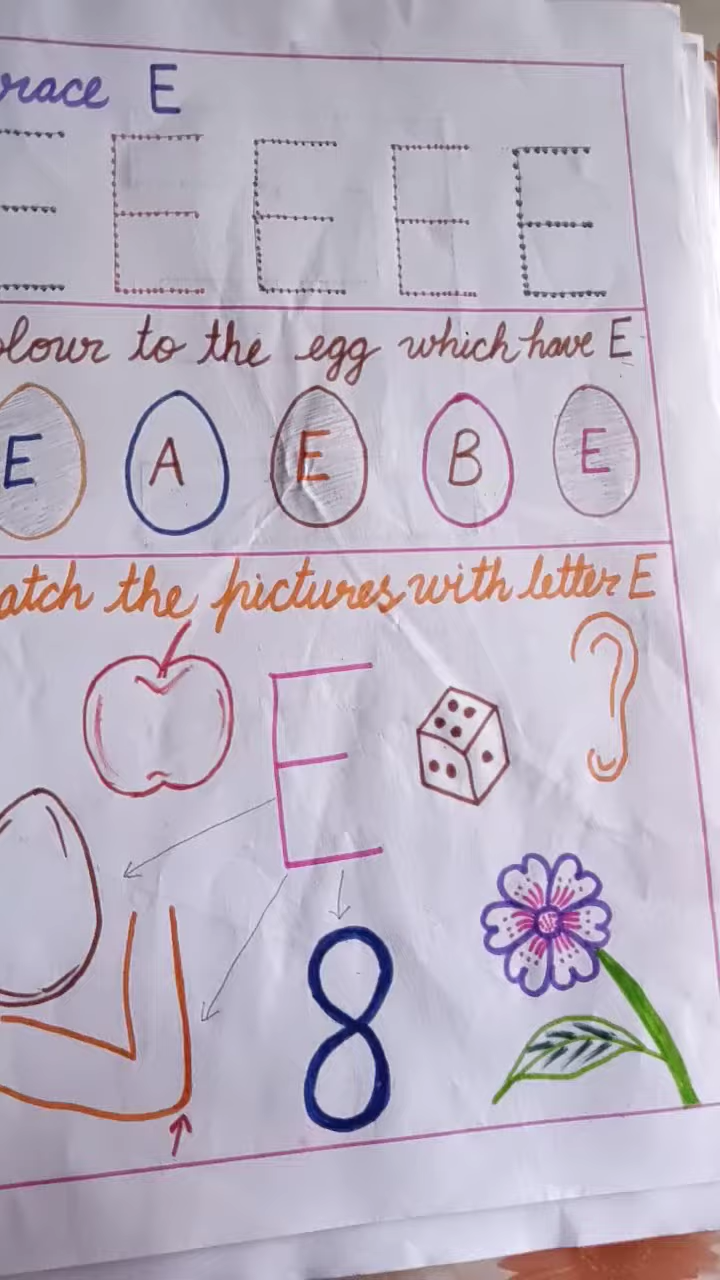 race E
E E E E E
olour to the egg which have E
E A E B E
atch the pictures with letter E
E
8